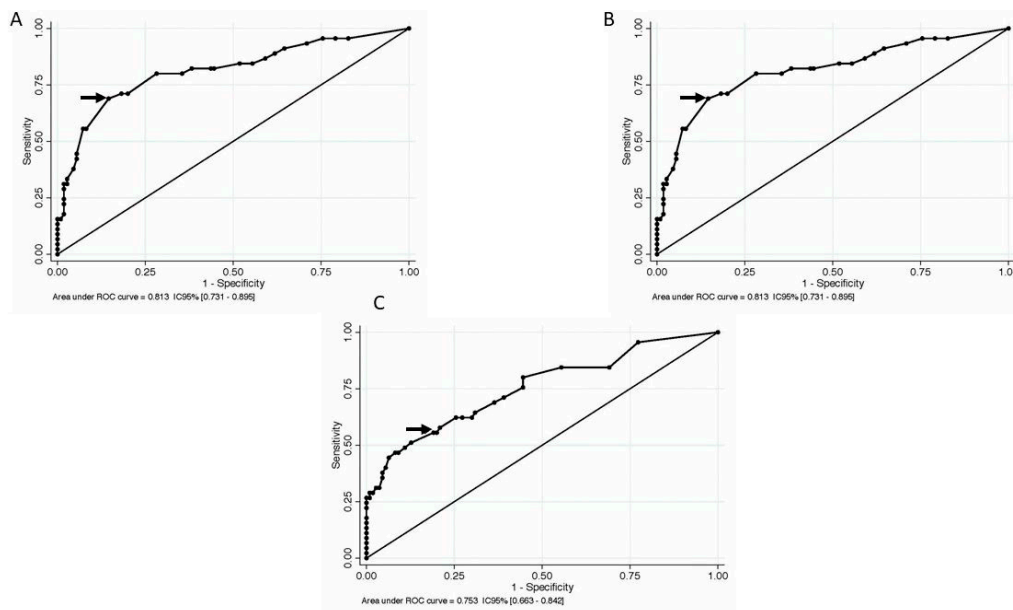 A
Sensitivity
1.00
0.75
0.50
0.25
0.00
0.00 0.25 0.50 0.75 1.00
1 - Specificity
Area under ROC curve = 0.813 IC95% [0.731 - 0.895]
B
Sensitivity
1.00
0.75
0.50
0.25
0.00
0.00 0.25 0.50 0.75 1.0
1 - Specificity
Area under ROC curve = 0.813 IC95% [0.731 - 0.895]
C
Sensitivity
1.00
0.75
0.50
0.25
0.00
0.00 0.25 0.50 0.75 1.00
1 - Specificity
Area under ROC curve = 0.753 IC95% [0.663 - 0.842]